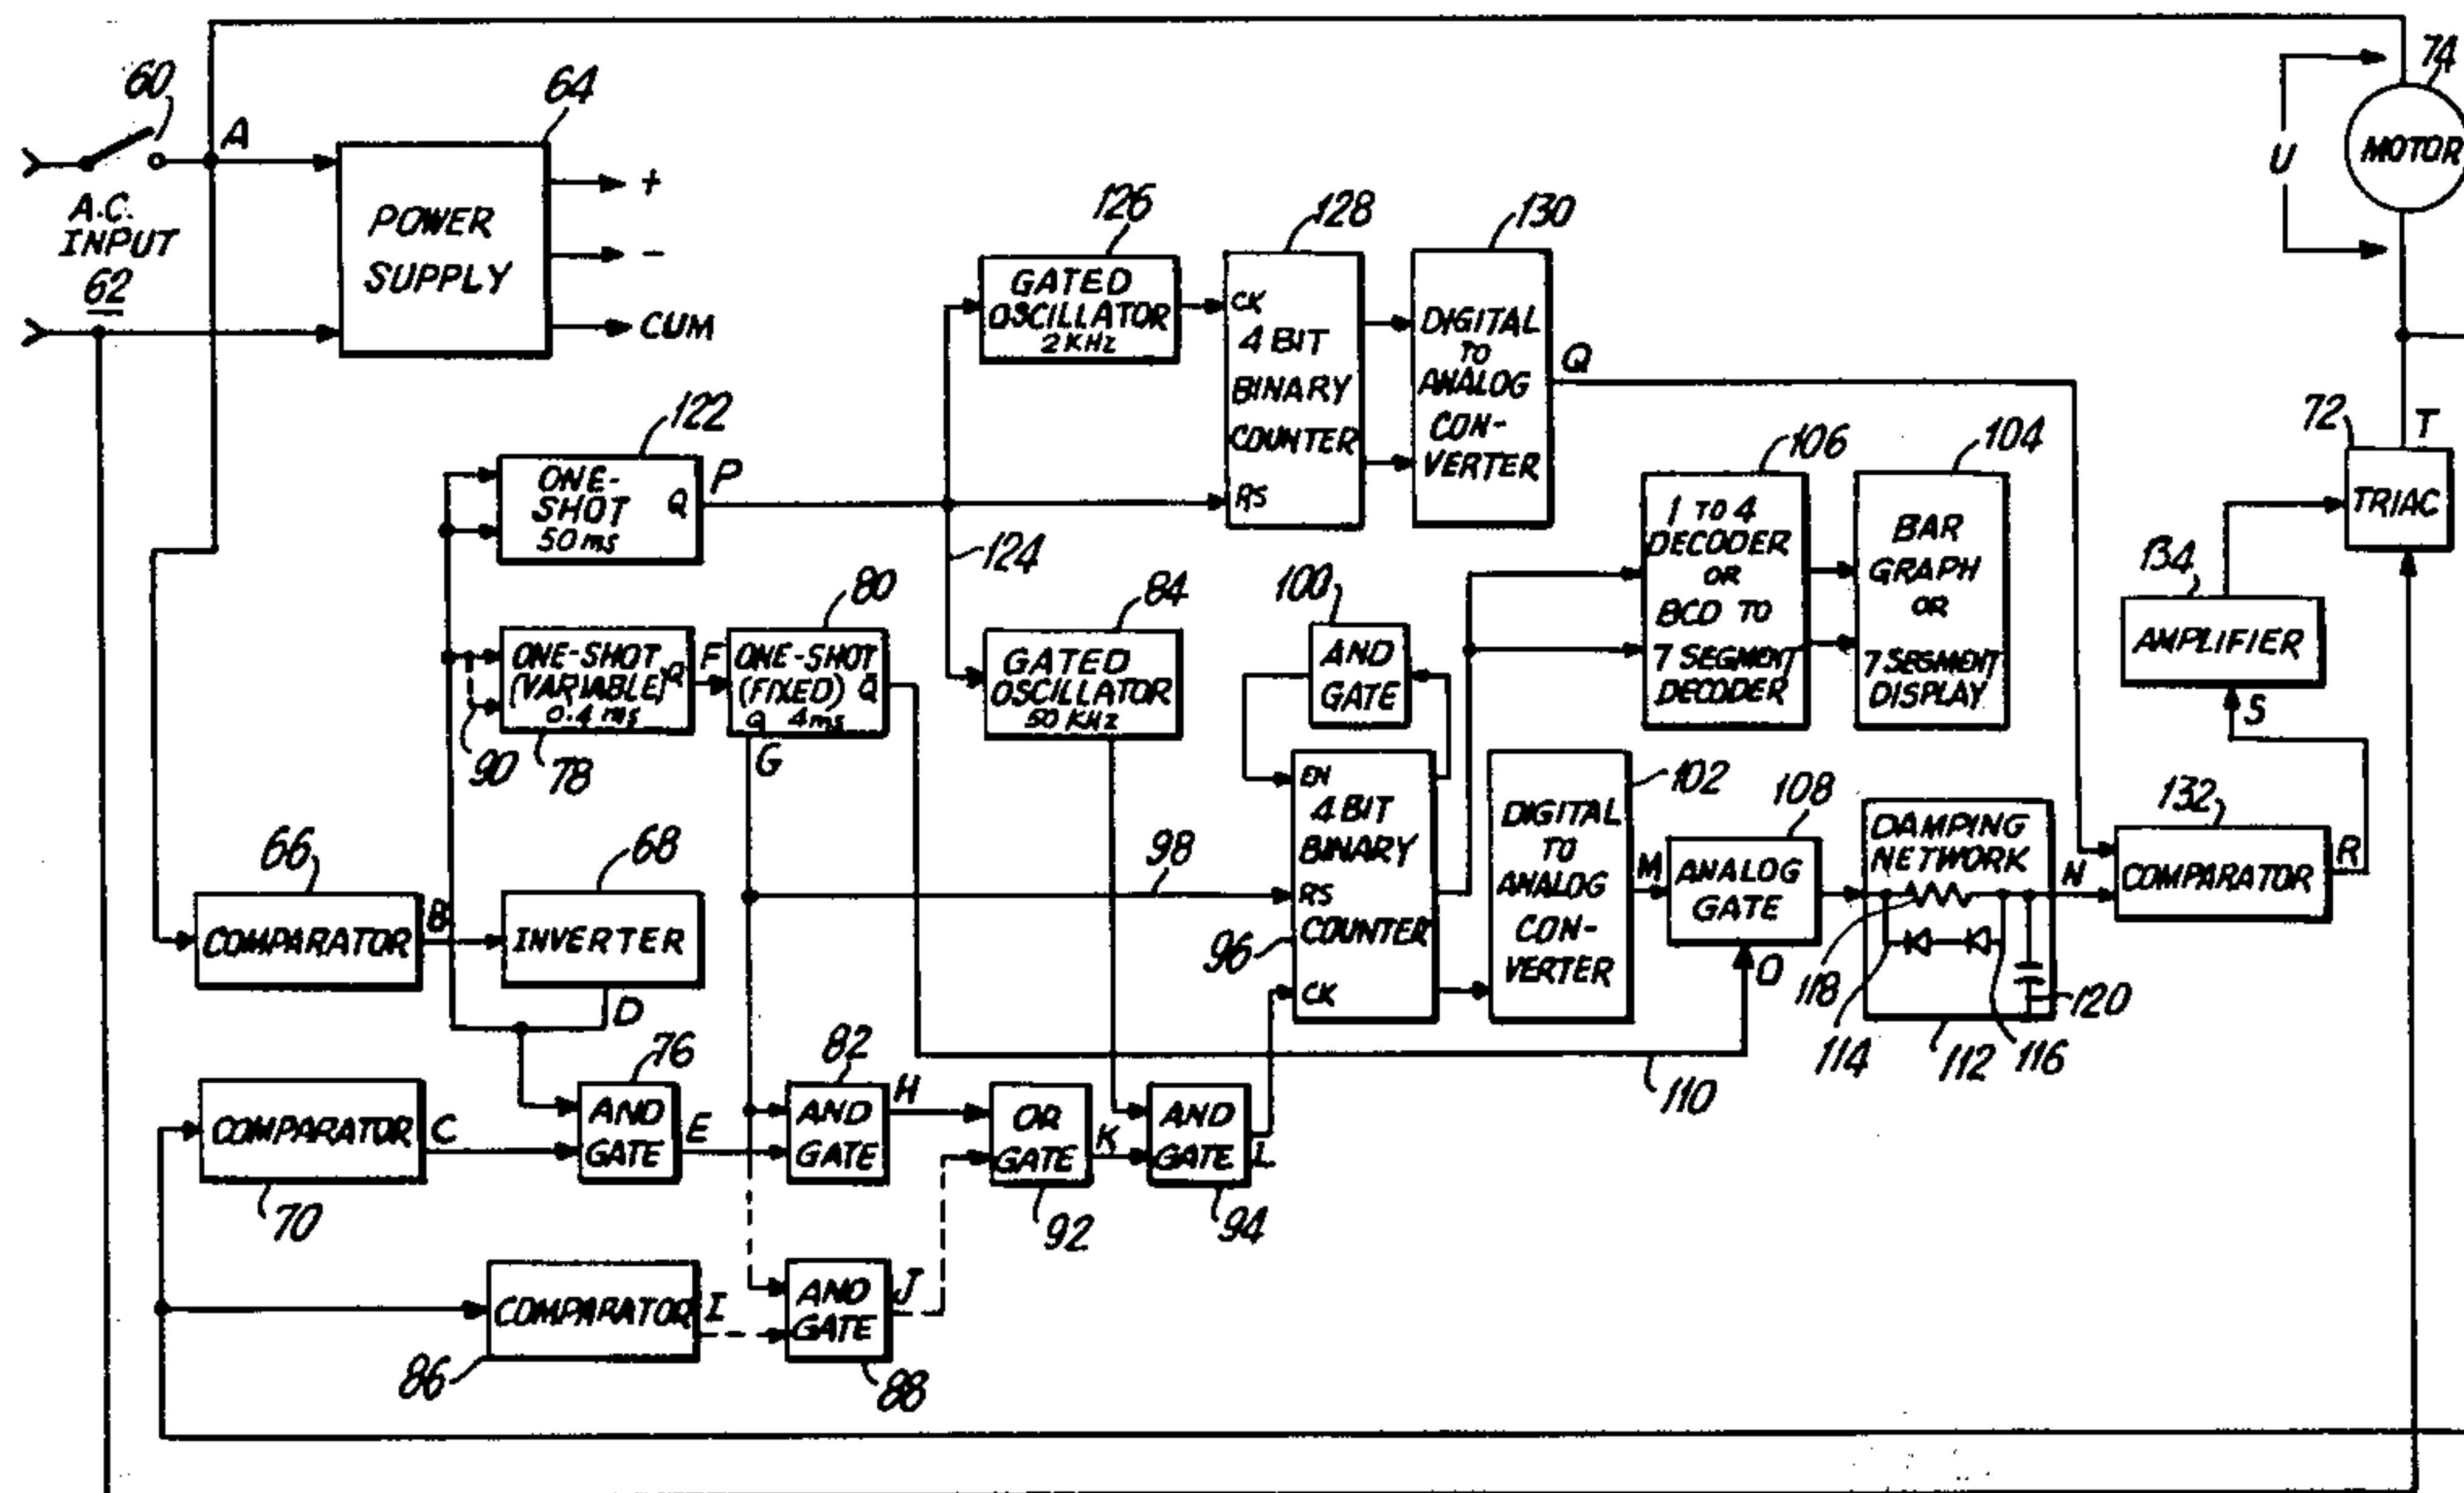 60
A
64
74
A.C.
INPUT
62
POWER
SUPPLY
+
-
CUM
U
MOTOR
126
GATED
OSCILLATOR
2 KHz
128
CK
4 BIT
BINARY
COUNTER
RS
130
DIGITAL
TO
ANALOG
CON-
VERTER
Q
122
ONE-
SHOT
50 ms
Q
P
124
106
1 TO 4
DECODER
OR
BCD TO
7 SEGMENT
DECODER
104
BAR
GRAPH
OR
7 SEGMENT
DISPLAY
72
T
TRIAC
134
AMPLIFIER
S
90
ONE-SHOT
(VARIABLE) Q
0.4 ms
78
F
80
ONE-SHOT
(FIXED) Q̄
Q 4ms
G
84
GATED
OSCILLATOR
50 KHz
100
AND
GATE
EN
4 BIT
BINARY
RS
COUNTER
CK
96
98
102
DIGITAL
TO
ANALOG
CON-
VERTER
M
108
ANALOG
GATE
O
DAMPING
NETWORK
N
118
114
112
116
120
132
COMPARATOR
R
66
COMPARATOR
B
68
INVERTER
D
110
70
COMPARATOR
C
76
AND
GATE
E
82
AND
GATE
H
OR
GATE
92
K
AND
GATE
94
L
COMPARATOR
86
I
AND
GATE
88
J